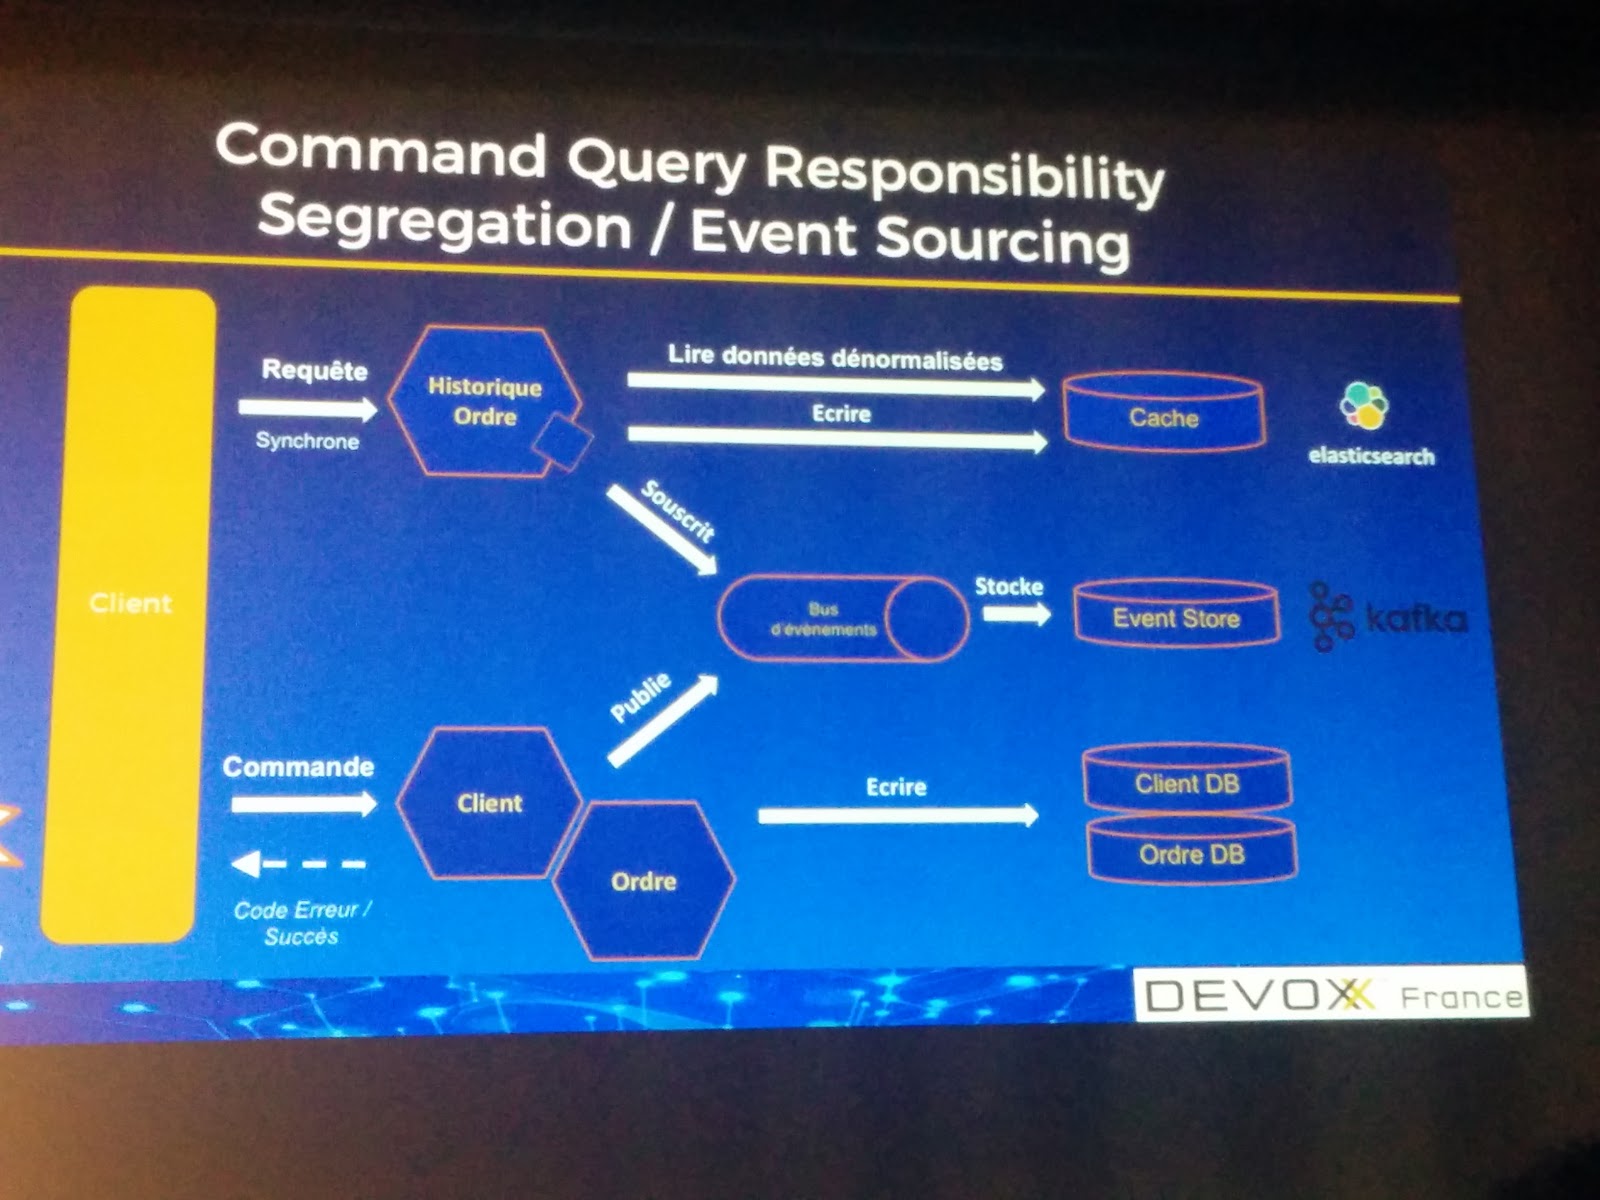 Command Query Responsibility
Segregation / Event Sourcing
Client
Requête
Synchrone
Historique
Ordre
Lire données dénormalisées
Ecrire
Cache
elasticsearch
Souscrit
Bus
d'évènements
Stocke
Event Store
kafka
Publie
Commande
Code Erreur /
Succès
Client
Ordre
Ecrire
Client DB
Ordre DB
DEVOXX France